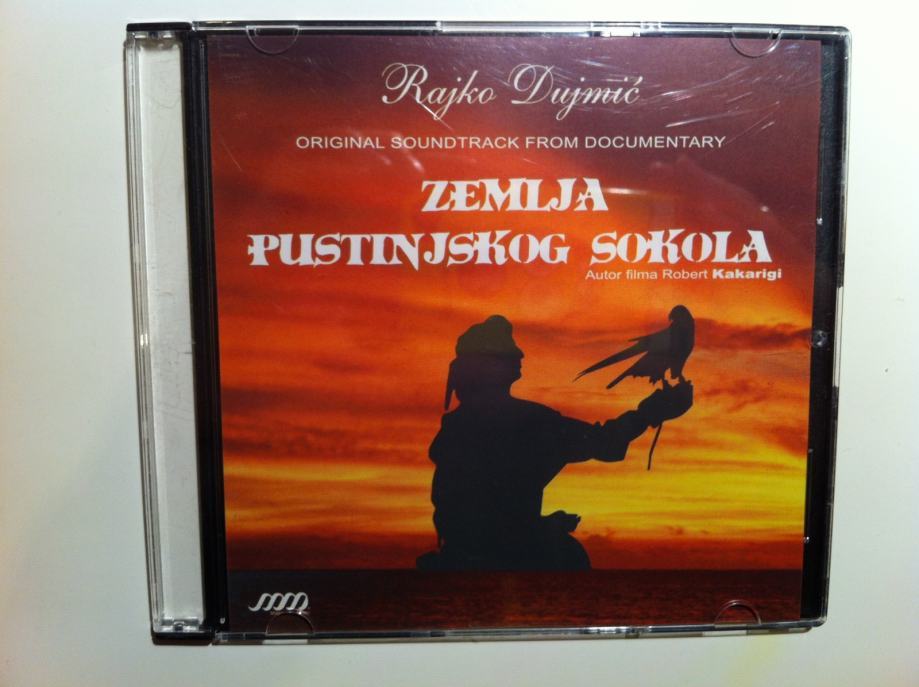 Rajko Dujmić
ORIGINAL SOUNDTRACK FROM DOCUMENTARY
ZEMLJA
PUSTINJSKOG SOKOLA
Autor filma Robert Kakarigi